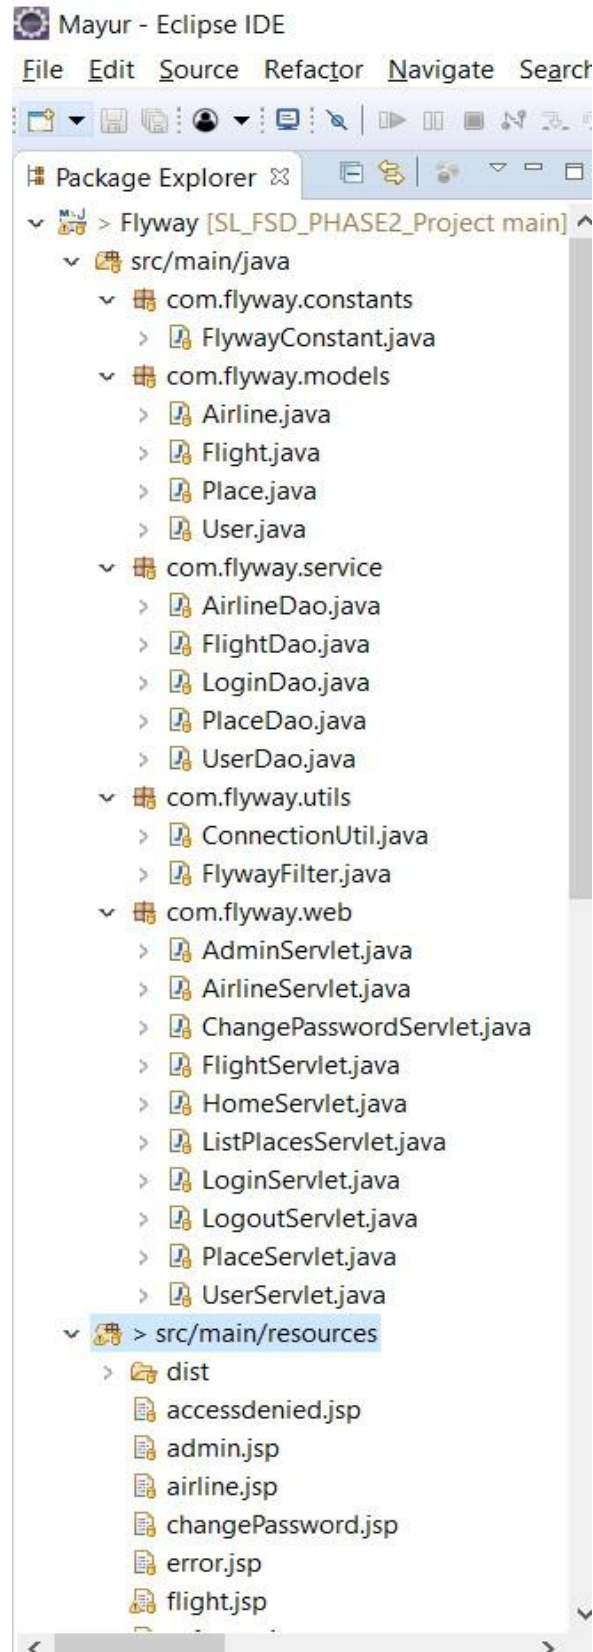 Mayur - Eclipse IDE
File Edit Source Refactor Navigate Search
Package Explorer
> Flyway [SL_FSD_PHASE2_Project main]
src/main/java
com.flyway.constants
FlywayConstant.java
com.flyway.models
Airline.java
Flight.java
Place.java
User.java
com.flyway.service
AirlineDao.java
FlightDao.java
LoginDao.java
PlaceDao.java
UserDao.java
com.flyway.utils
ConnectionUtil.java
FlywayFilter.java
com.flyway.web
AdminServlet.java
AirlineServlet.java
ChangePasswordServlet.java
FlightServlet.java
HomeServlet.java
ListPlacesServlet.java
LoginServlet.java
LogoutServlet.java
PlaceServlet.java
UserServlet.java
> src/main/resources
dist
accessdenied.jsp
admin.jsp
airline.jsp
changePassword.jsp
error.jsp
flight.jsp